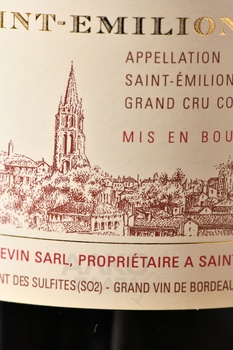 INT-EMILION
APPELLATION
SAINT-ÉMILION
GRAND CRU CO
MIS EN BOU
EVIN SARL, PROPRIÉTAIRE A SAINT
NT DES SULFITES(SO2) - GRAND VIN DE BORDEAU